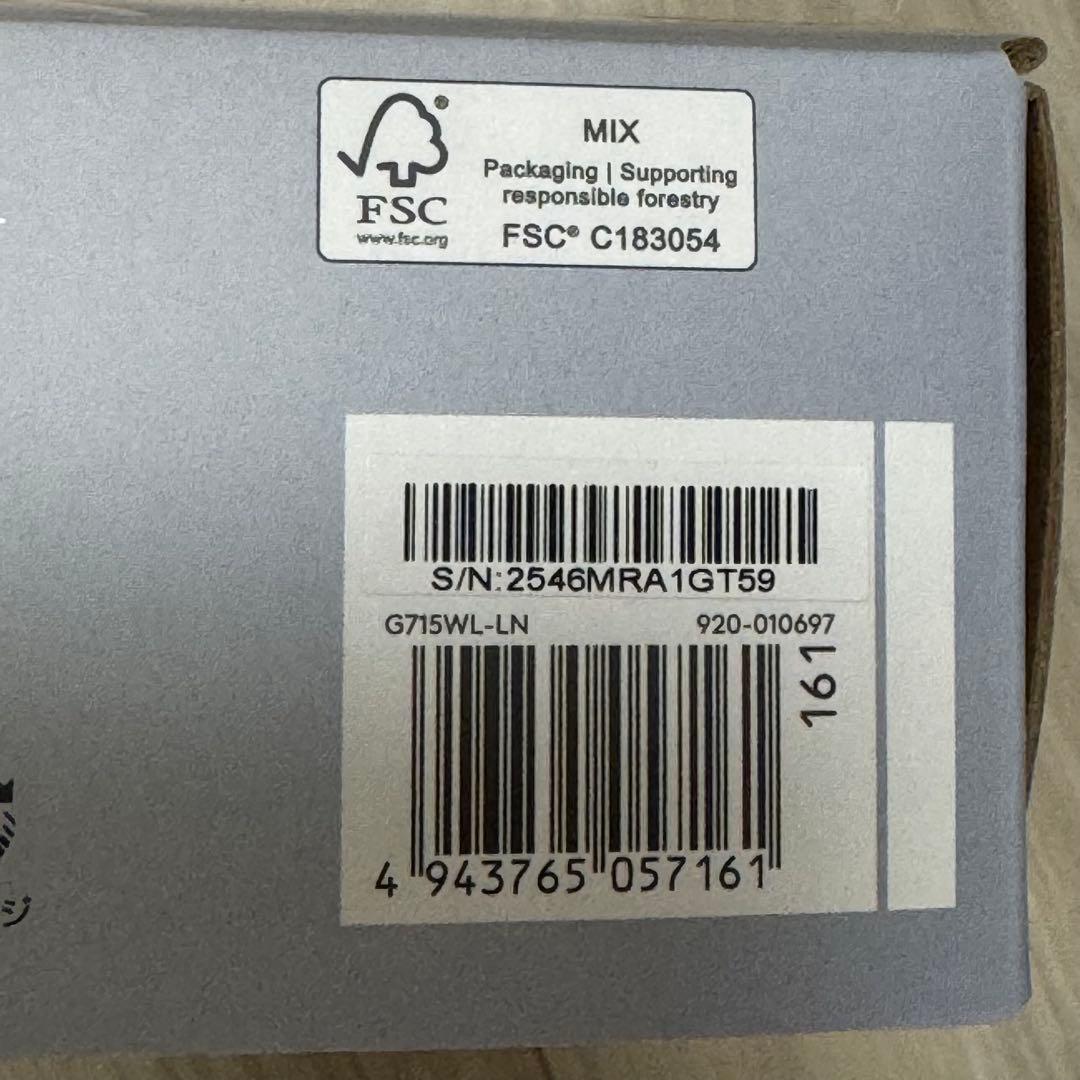 FSC
www.fsc.org
MIX
Packaging | Supporting
responsible forestry
FSC® C183054
S/N:2546MRA1GT59
G715WL-LN 920-010697
161
4 943765 057161